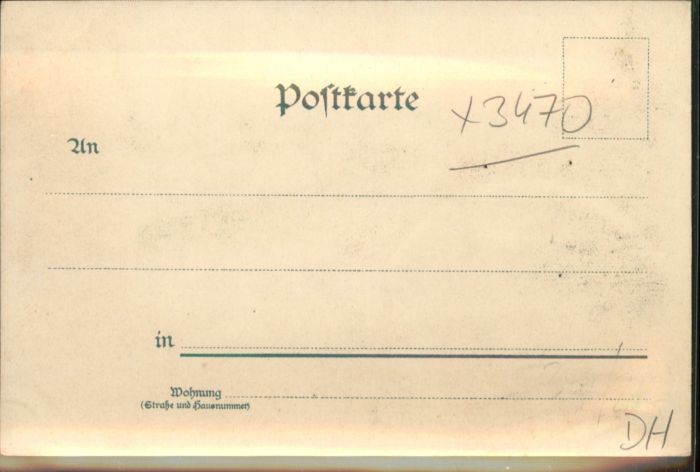 Postkarte
x3470
An
in
Wohnung
(Straße und Hausnummer)
DH